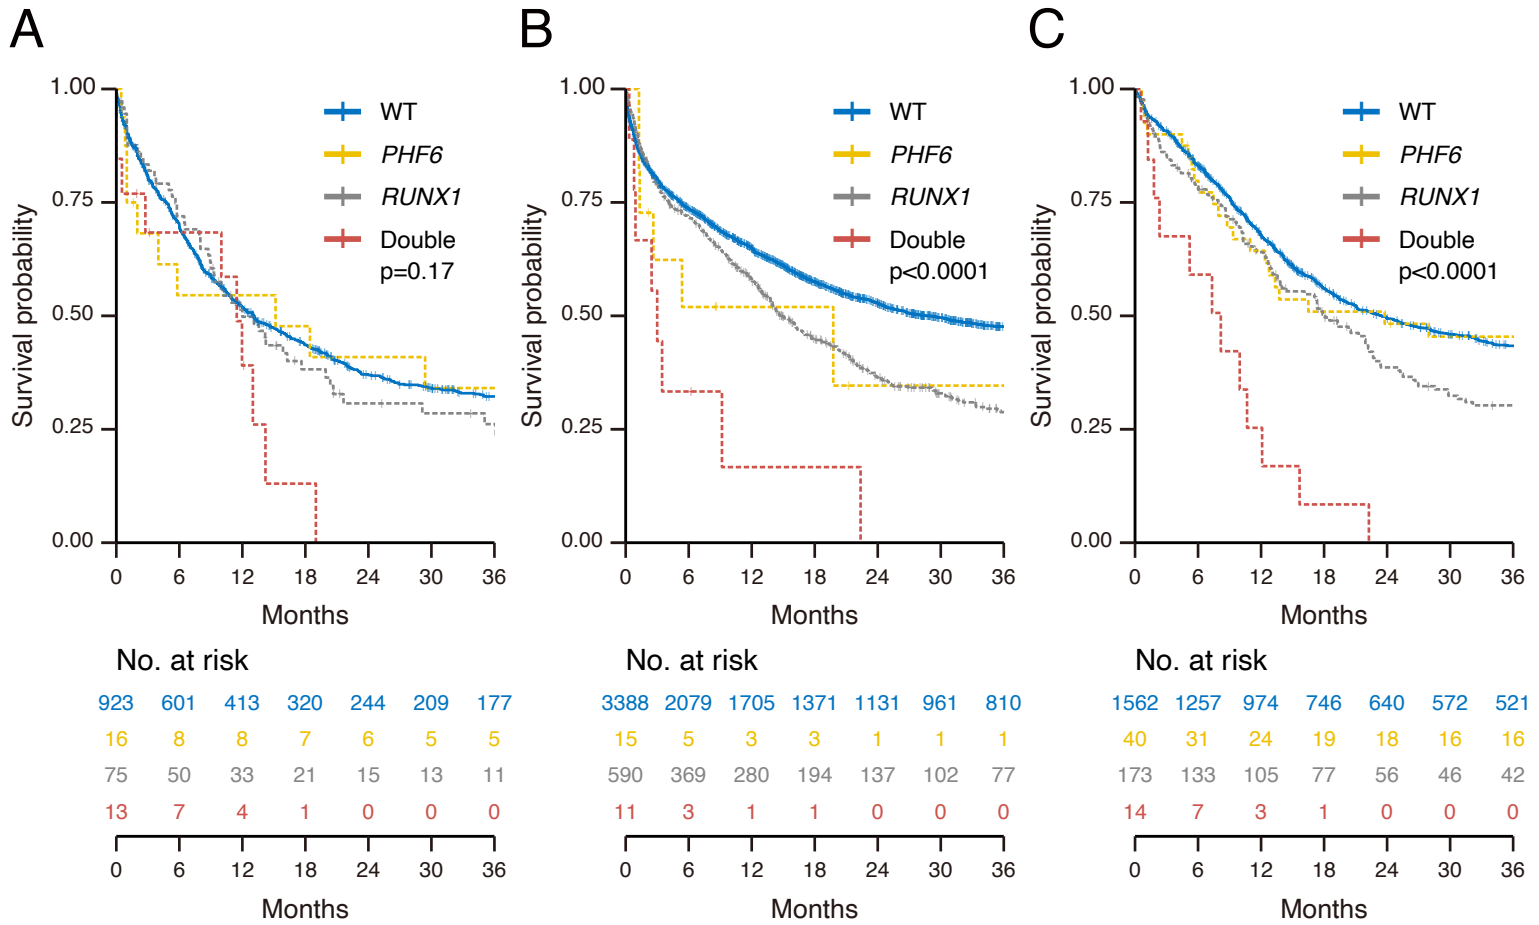 A
B
C
Survival probability
1.00
0.75
0.50
0.25
0.00
WT
PHF6
RUNX1
Double
p=0.17
0 6 12 18 24 30 36
Months
No. at risk
923 601 413 320 244 209 177
16 8 8 7 6 5 5
75 50 33 21 15 13 11
13 7 4 1 0 0 0
0 6 12 18 24 30 36
Months
Survival probability
1.00
0.75
0.50
0.25
0.00
WT
PHF6
RUNX1
Double
p<0.0001
0 6 12 18 24 30 36
Months
No. at risk
3388 2079 1705 1371 1131 961 810
15 5 3 3 1 1 1
590 369 280 194 137 102 77
11 3 1 1 0 0 0
0 6 12 18 24 30 36
Months
Survival probability
1.00
0.75
0.50
0.25
0.00
WT
PHF6
RUNX1
Double
p<0.0001
0 6 12 18 24 30 36
Months
No. at risk
1562 1257 974 746 640 572 521
40 31 24 19 18 16 16
173 133 105 77 56 46 42
14 7 3 1 0 0 0
0 6 12 18 24 30 36
Months